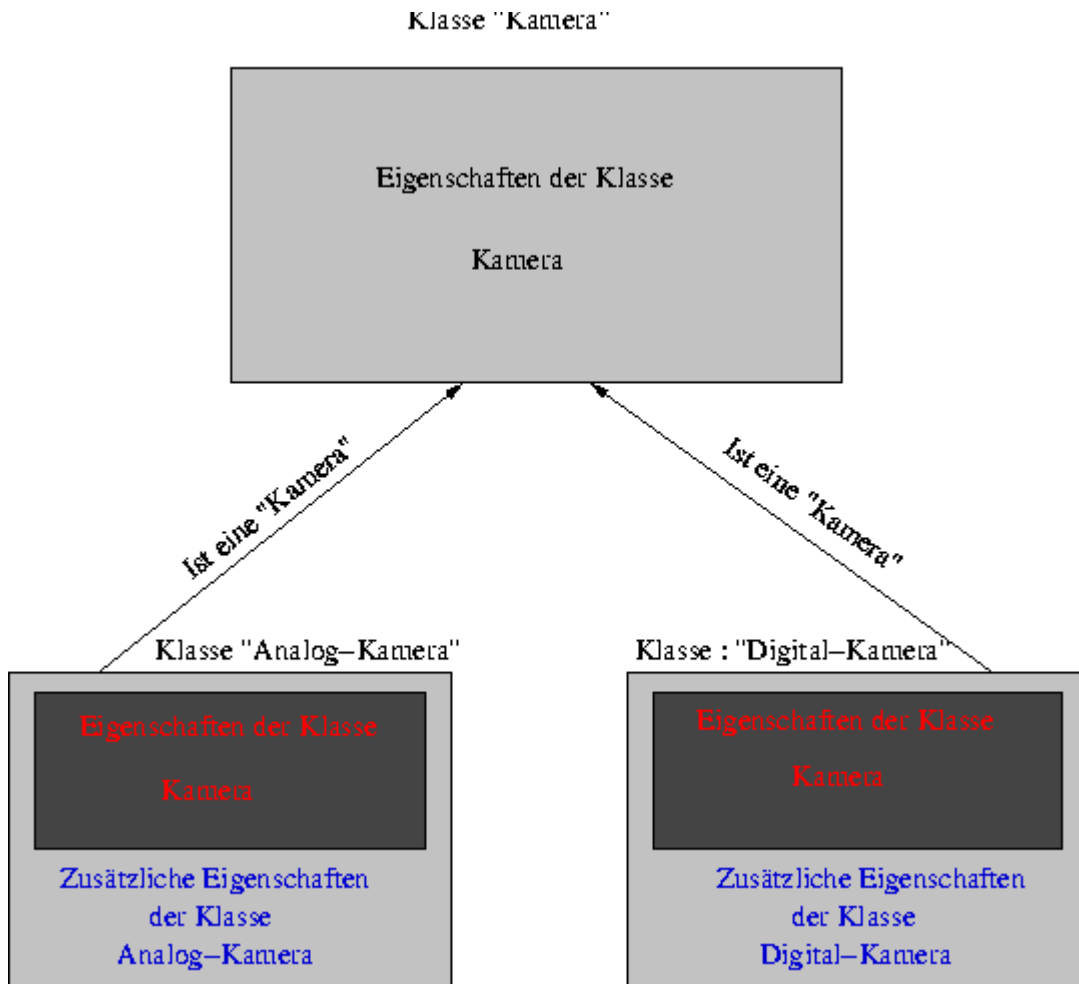 Klasse "Kamera"
Eigenschaften der Klasse
Kamera
Ist eine "Kamera"
Ist eine "Kamera"
Klasse "Analog–Kamera"
Klasse : "Digital–Kamera"
Eigenschaften der Klasse
Kamera
Zusätzliche Eigenschaften
der Klasse
Analog–Kamera
Eigenschaften der Klasse
Kamera
Zusätzliche Eigenschaften
der Klasse
Digital–Kamera